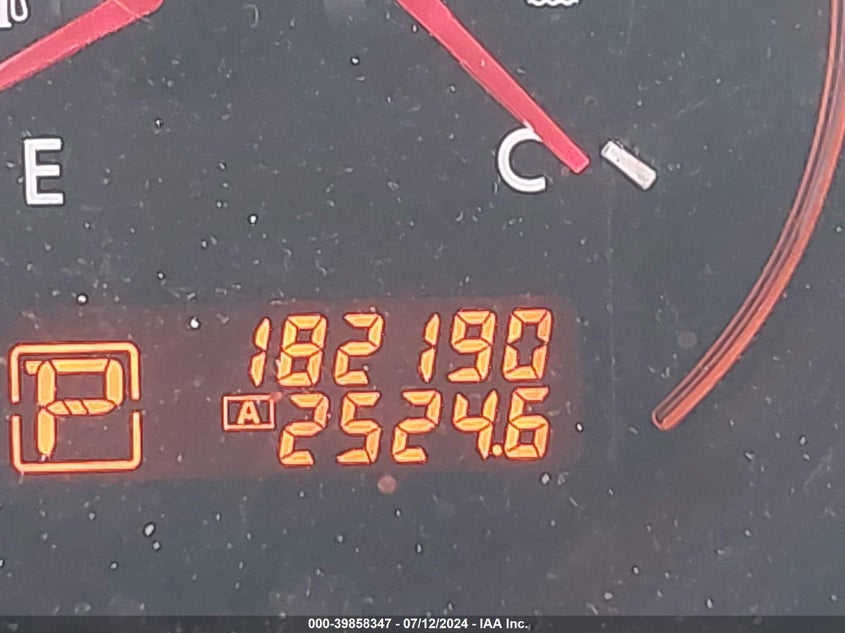 E
C
182190
P
A 2524.6
000-39858347 - 07/12/2024 - IAA Inc.